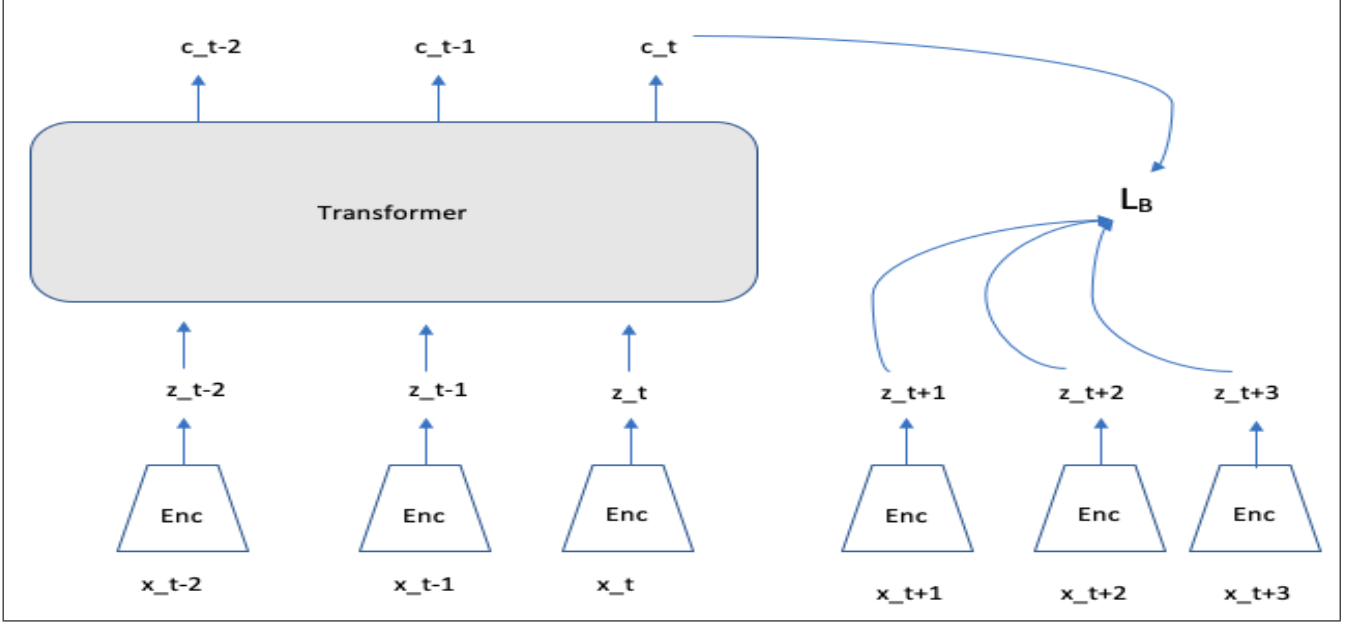 c_t-2 c_t-1 c_t
Transformer
L_B
z_t-2 z_t-1 z_t z_t+1 z_t+2 z_t+3
Enc Enc Enc Enc Enc Enc
x_t-2 x_t-1 x_t x_t+1 x_t+2 x_t+3